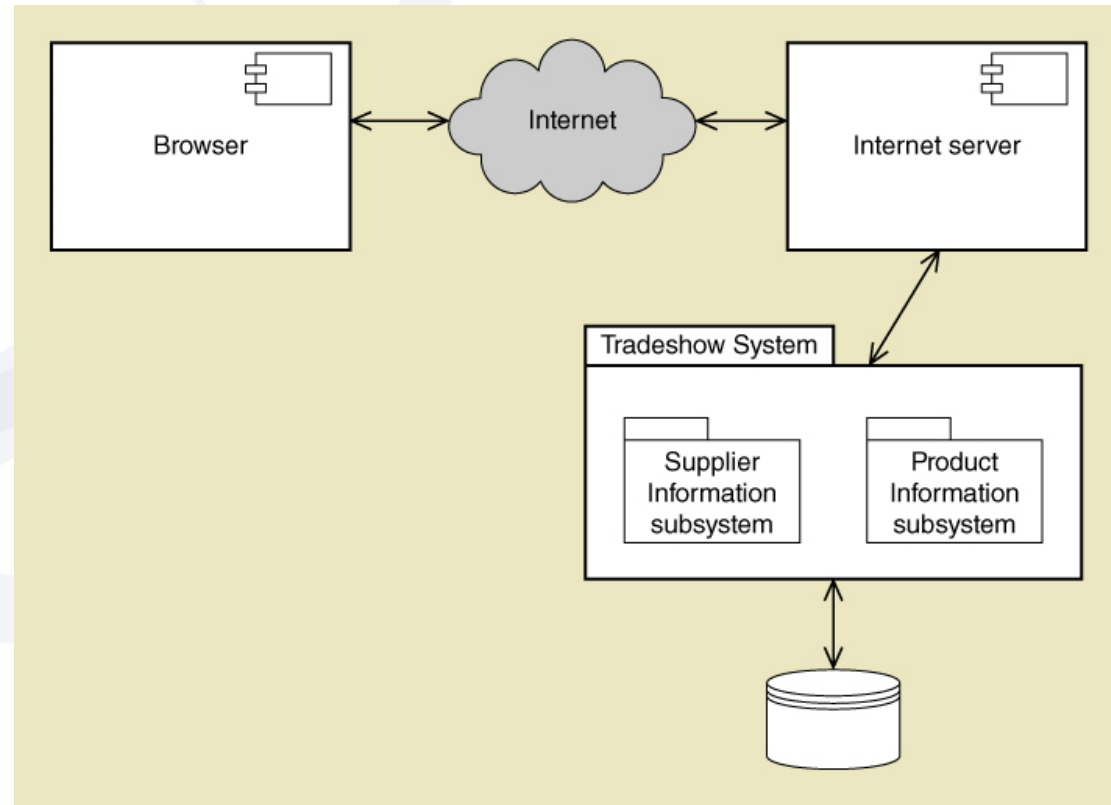 Browser
Internet
Internet server
Tradeshow System
Supplier
Information
subsystem
Product
Information
subsystem